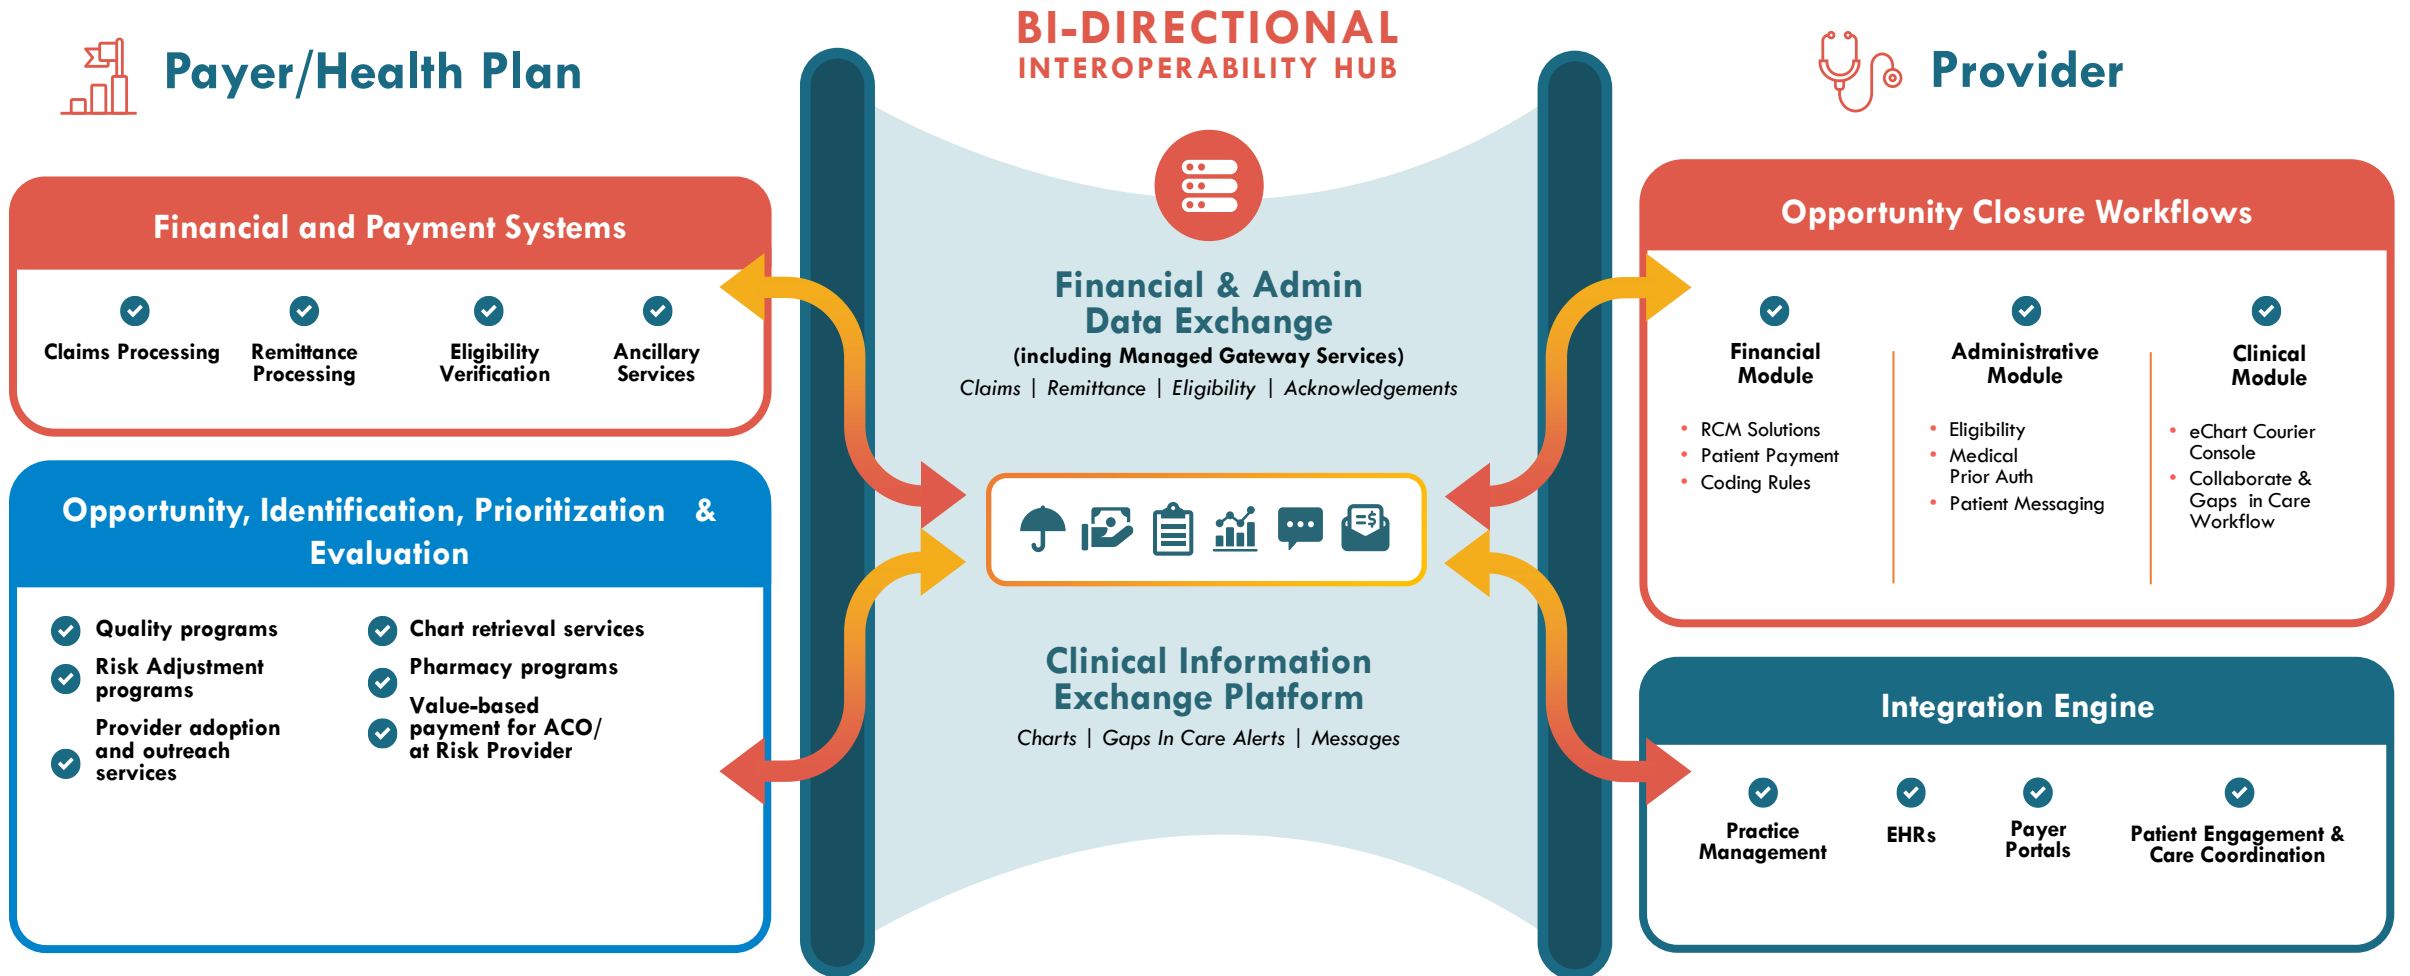 Payer/Health Plan
Financial and Payment Systems
Claims Processing
Remittance
Processing
Eligibility
Verification
Ancillary
Services
Opportunity, Identification, Prioritization &
Evaluation
Quality programs
Risk Adjustment
programs
Provider adoption
and outreach
services
Chart retrieval services
Pharmacy programs
Value-based
payment for ACO/
at Risk Provider
BI-DIRECTIONAL
INTEROPERABILITY HUB
Financial & Admin
Data Exchange
(including Managed Gateway Services)
Claims | Remittance | Eligibility | Acknowledgements
=$
Clinical Information
Exchange Platform
Charts | Gaps In Care Alerts | Messages
Provider
Opportunity Closure Workflows
Financial
Module
• RCM Solutions
• Patient Payment
• Coding Rules
Administrative
Module
• Eligibility
• Medical
Prior Auth
• Patient Messaging
Clinical
Module
• eChart Courier
Console
• Collaborate &
Gaps in Care
Workflow
Integration Engine
Practice
Management
EHRs
Payer
Portals
Patient Engagement &
Care Coordination